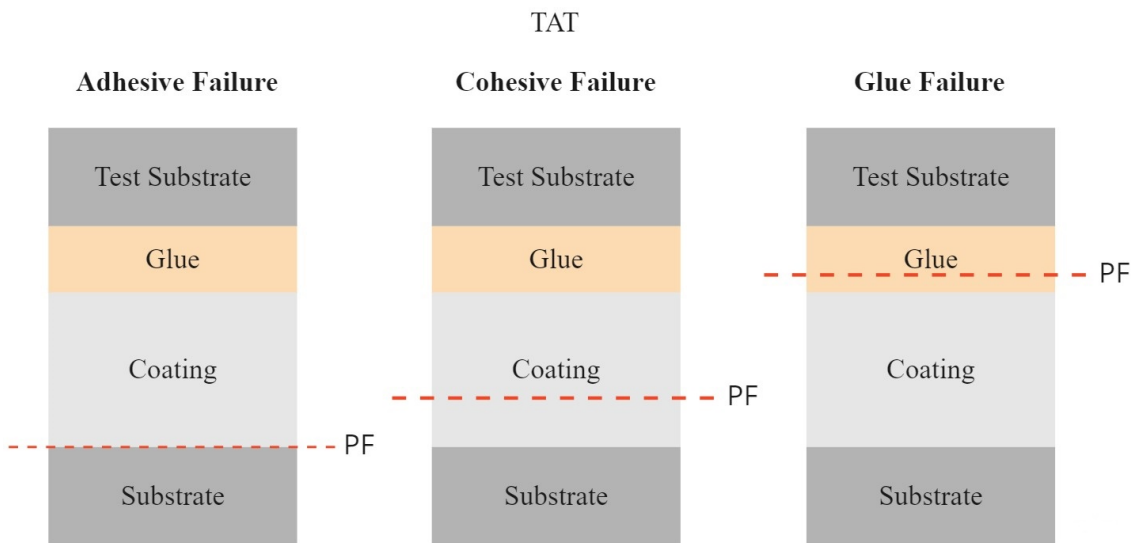 TAT
Adhesive Failure
Cohesive Failure
Glue Failure
Test Substrate
Test Substrate
Test Substrate
Glue
Glue
Glue
PF
Coating
Coating
Coating
PF
PF
Substrate
Substrate
Substrate